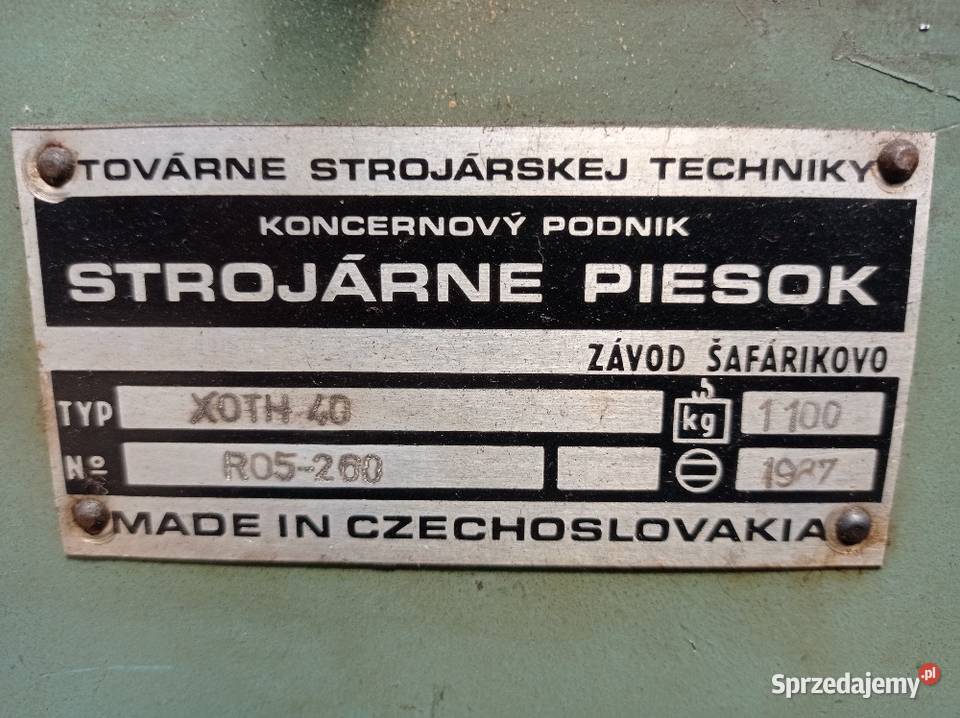 TOVÁRNE STROJÁRSKEJ TECHNIKY
KONCERNOVÝ PODNIK
STROJÁRNE PIESOK
ZÁVOD ŠAFÁRIKOVO
TYP XOTH 40 kg 1100
Nº R05-260 1987
MADE IN CZECHOSLOVAKIA
Sprzedajemy.pl